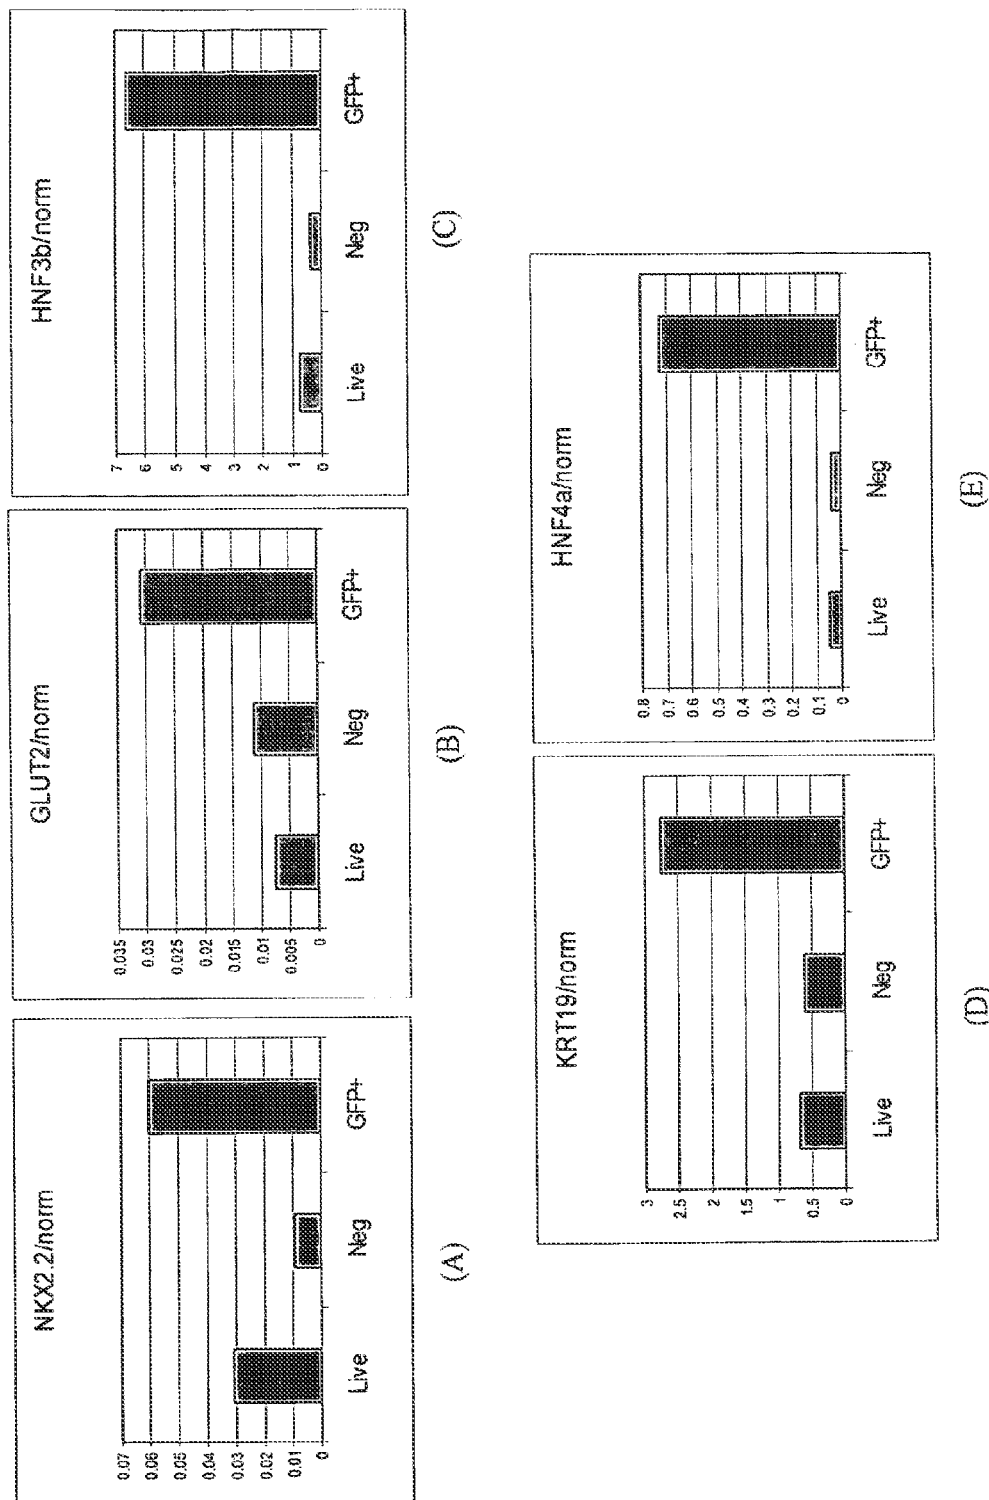 NKX2.2/norm
0.07
0.06
0.05
0.04
0.03
0.02
0.01
0
Live Neg GFP+
(A)
GLUT2/norm
0.035
0.03
0.025
0.02
0.015
0.01
0.005
0
Live Neg GFP+
(B)
HNF3b/norm
7
6
5
4
3
2
1
0
Live Neg GFP+
(C)
KRT19/norm
3
2.5
2
1.5
1
0.5
0
Live Neg GFP+
(D)
HNF4a/norm
0.8
0.7
0.6
0.5
0.4
0.3
0.2
0.1
0
Live Neg GFP+
(E)